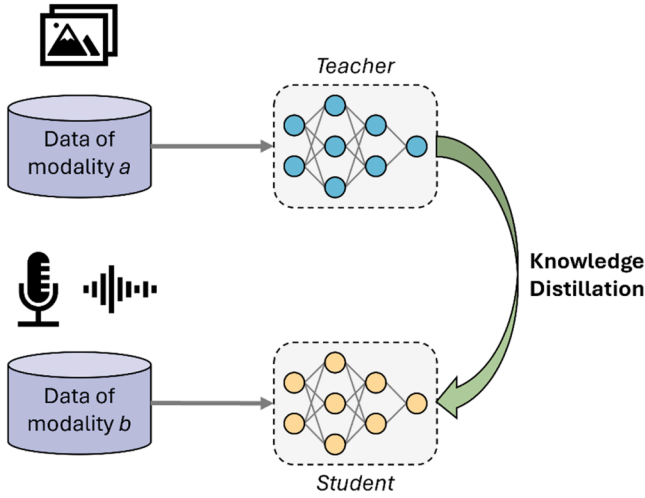 Teacher
Data of
modality a
Knowledge
Distillation
Data of
modality b
Student